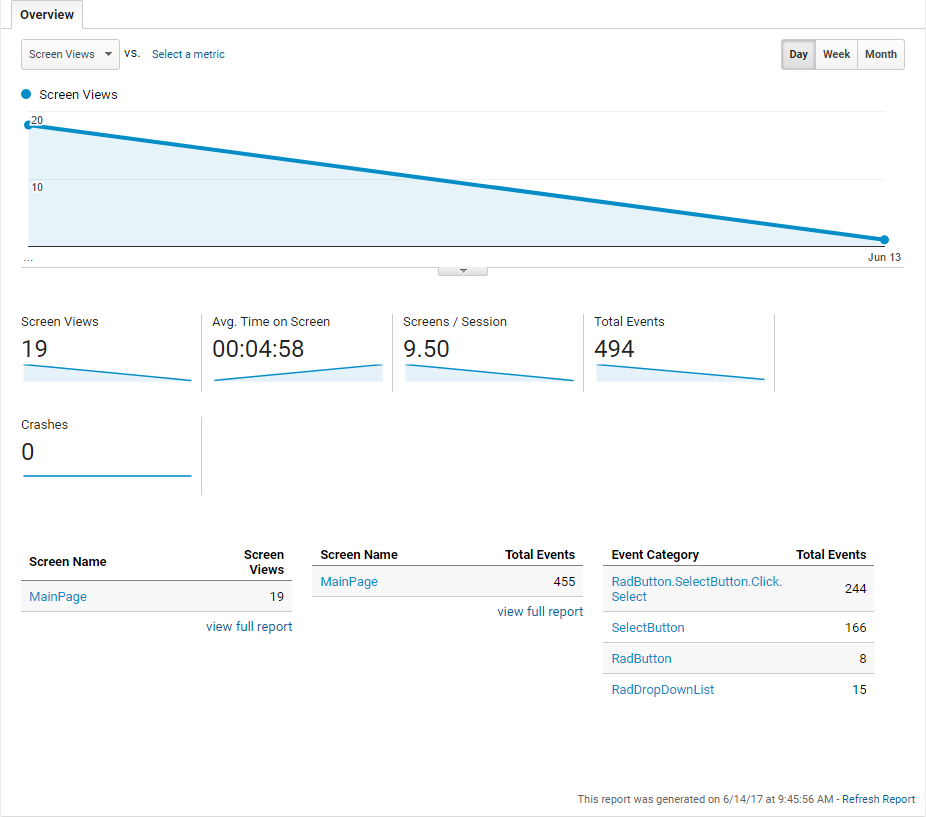 Overview
Screen Views vs. Select a metric Day Week Month
Screen Views
20
10
... Jun 13
Screen Views Avg. Time on Screen Screens / Session Total Events
19 00:04:58 9.50 494
Crashes
0
Screen Name Screen
Views
MainPage 19
view full report
Screen Name Total Events
MainPage 455
view full report
Event Category Total Events
RadButton.SelectButton.Click.
Select 244
SelectButton 166
RadButton 8
RadDropDownList 15
This report was generated on 6/14/17 at 9:45:56 AM - Refresh Report